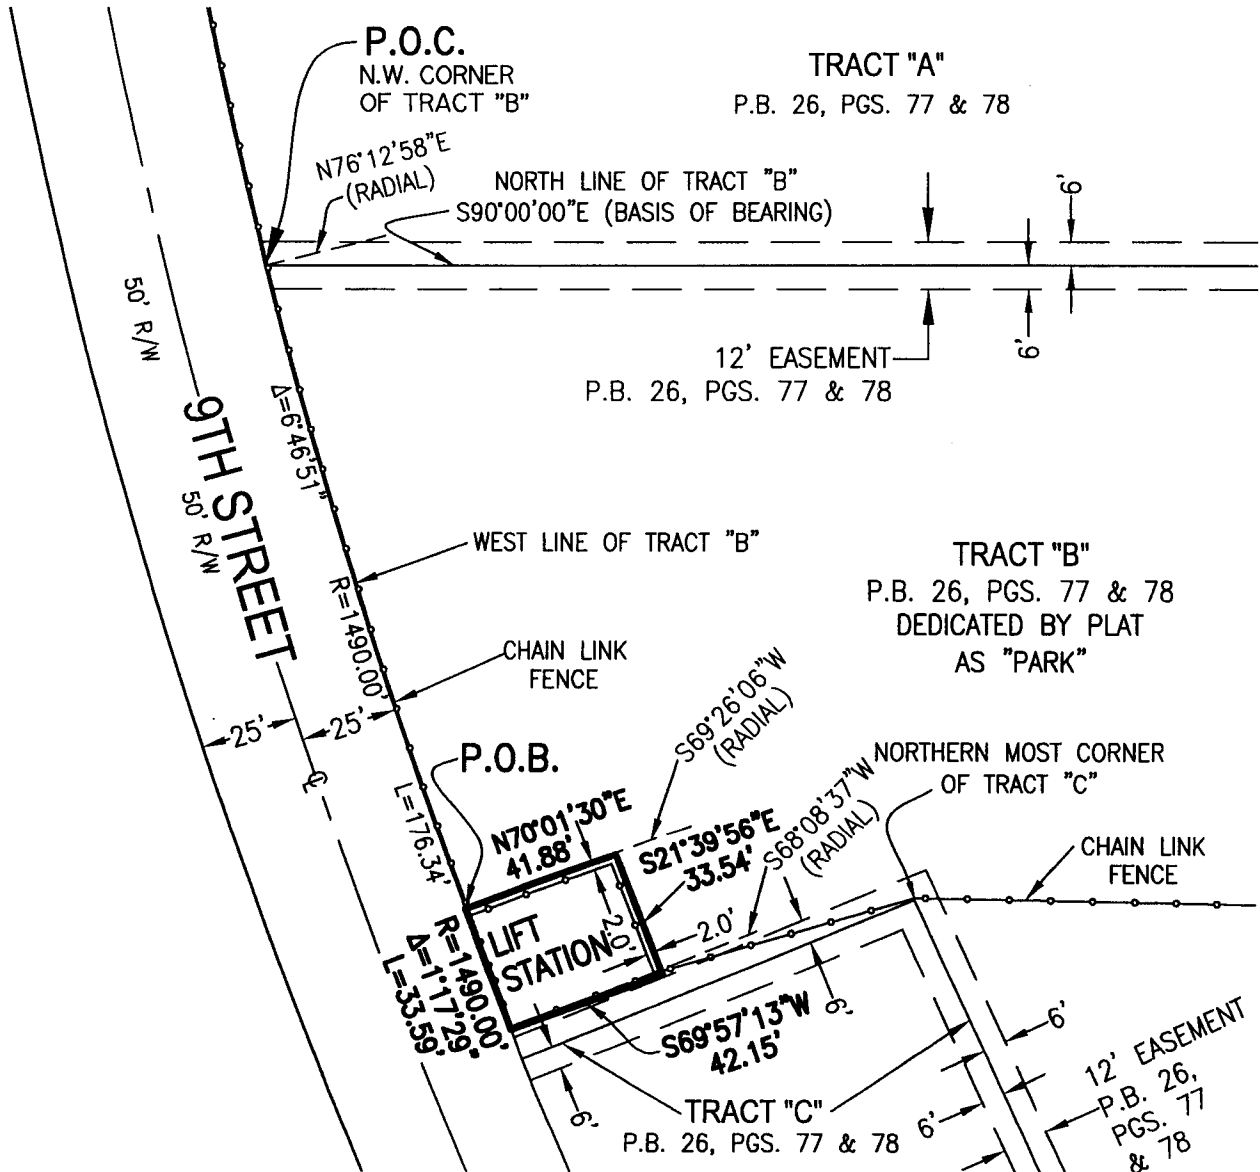 P.O.C.
N.W. CORNER
OF TRACT "B"
TRACT "A"
P.B. 26, PGS. 77 & 78
N76°12'58"E
(RADIAL)
NORTH LINE OF TRACT "B"
S90°00'00"E (BASIS OF BEARING)
6'
6'
12' EASEMENT
P.B. 26, PGS. 77 & 78
50' R/W
9TH STREET
50' R/W
Δ=6°46'51"
R=1490.00'
L=176.34'
WEST LINE OF TRACT "B"
TRACT "B"
P.B. 26, PGS. 77 & 78
DEDICATED BY PLAT
AS "PARK"
CHAIN LINK
FENCE
25'
25'
℄
P.O.B.
S69°26'06"W
(RADIAL)
S68°08'37"W
(RADIAL)
NORTHERN MOST CORNER
OF TRACT "C"
CHAIN LINK
FENCE
N70°01'30"E
41.88'
S21°39'56"E
33.54'
LIFT
STATION
2.0'
2.0'
R=1490.00'
Δ=1°17'29"
L=33.59'
S69°57'13"W
42.15'
6'
6'
TRACT "C"
P.B. 26, PGS. 77 & 78
6'
6'
12' EASEMENT
P.B. 26,
PGS. 77
& 78